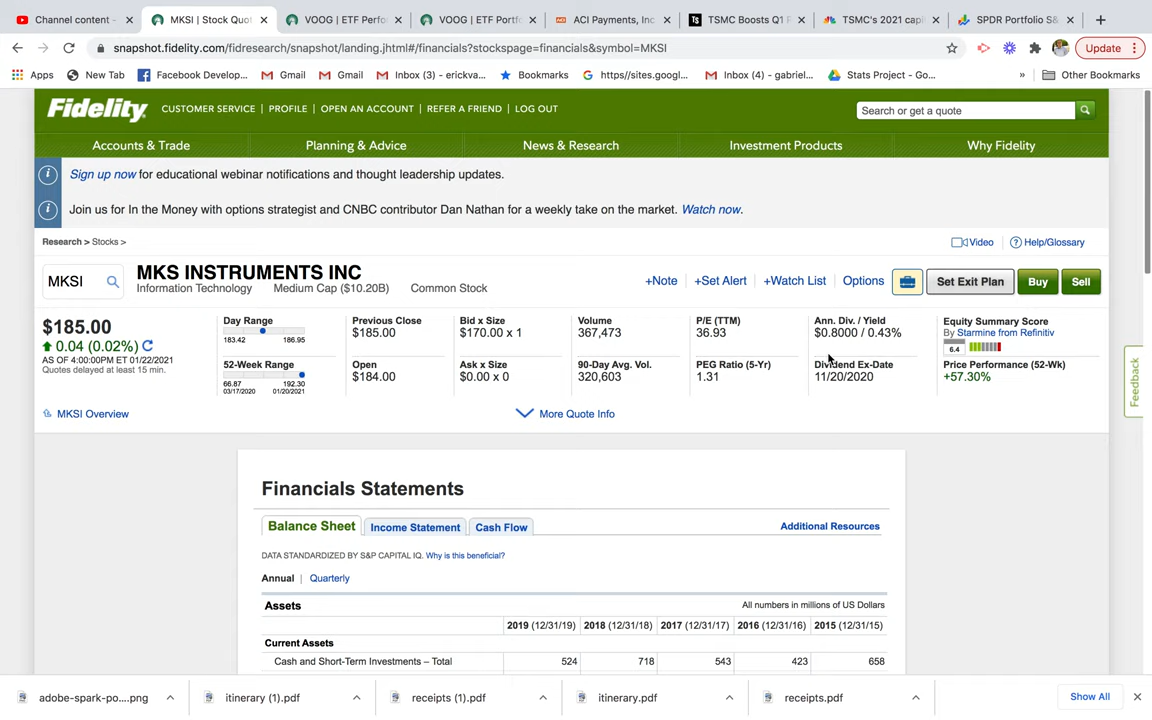 Channel content -
MKSI | Stock Quot
VOOG | ETF Perfor
VOOG | ETF Portfo
ACI Payments, Inc
TSMC Boosts Q1 P
TSMC's 2021 capi
SPDR Portfolio S&
snapshot.fidelity.com/fidresearch/snapshot/landing.jhtml#/financials?stockspage=financials&symbol=MKSI
Update
Apps
New Tab
Facebook Develop...
Gmail
Gmail
Inbox (3) - erickva...
Bookmarks
https//sites.googl...
Inbox (4) - gabriel...
Stats Project - Go...
»
Other Bookmarks
Fidelity
CUSTOMER SERVICE | PROFILE | OPEN AN ACCOUNT | REFER A FRIEND | LOG OUT
Search or get a quote
Accounts & Trade
Planning & Advice
News & Research
Investment Products
Why Fidelity
Sign up now for educational webinar notifications and thought leadership updates.
Join us for In the Money with options strategist and CNBC contributor Dan Nathan for a weekly take on the market. Watch now.
Research > Stocks >
Video
Help/Glossary
MKSI
MKS INSTRUMENTS INC
Information Technology Medium Cap ($10.20B) Common Stock
+Note
+Set Alert
+Watch List
Options
Set Exit Plan
Buy
Sell
$185.00
0.04 (0.02%)
AS OF 4:00:00PM ET 01/22/2021
Quotes delayed at least 15 min.
Day Range
183.42 186.95
52-Week Range
66.87 192.30
03/17/2020 01/20/2021
Previous Close
$185.00
Open
$184.00
Bid x Size
$170.00 x 1
Ask x Size
$0.00 x 0
Volume
367,473
90-Day Avg. Vol.
320,603
P/E (TTM)
36.93
PEG Ratio (5-Yr)
1.31
Ann. Div. / Yield
$0.8000 / 0.43%
Dividend Ex-Date
11/20/2020
Equity Summary Score
By Starmine from Refinitiv
6.4
Price Performance (52-Wk)
+57.30%
MKSI Overview
More Quote Info
Feedback
Financials Statements
Balance Sheet
Income Statement
Cash Flow
Additional Resources
DATA STANDARDIZED BY S&P CAPITAL IQ. Why is this beneficial?
Annual | Quarterly
Assets
All numbers in millions of US Dollars
2019 (12/31/19) 2018 (12/31/18) 2017 (12/31/17) 2016 (12/31/16) 2015 (12/31/15)
Current Assets
Cash and Short-Term Investments – Total 524 718 543 423 658
adobe-spark-po....png
itinerary (1).pdf
receipts (1).pdf
itinerary.pdf
receipts.pdf
Show All